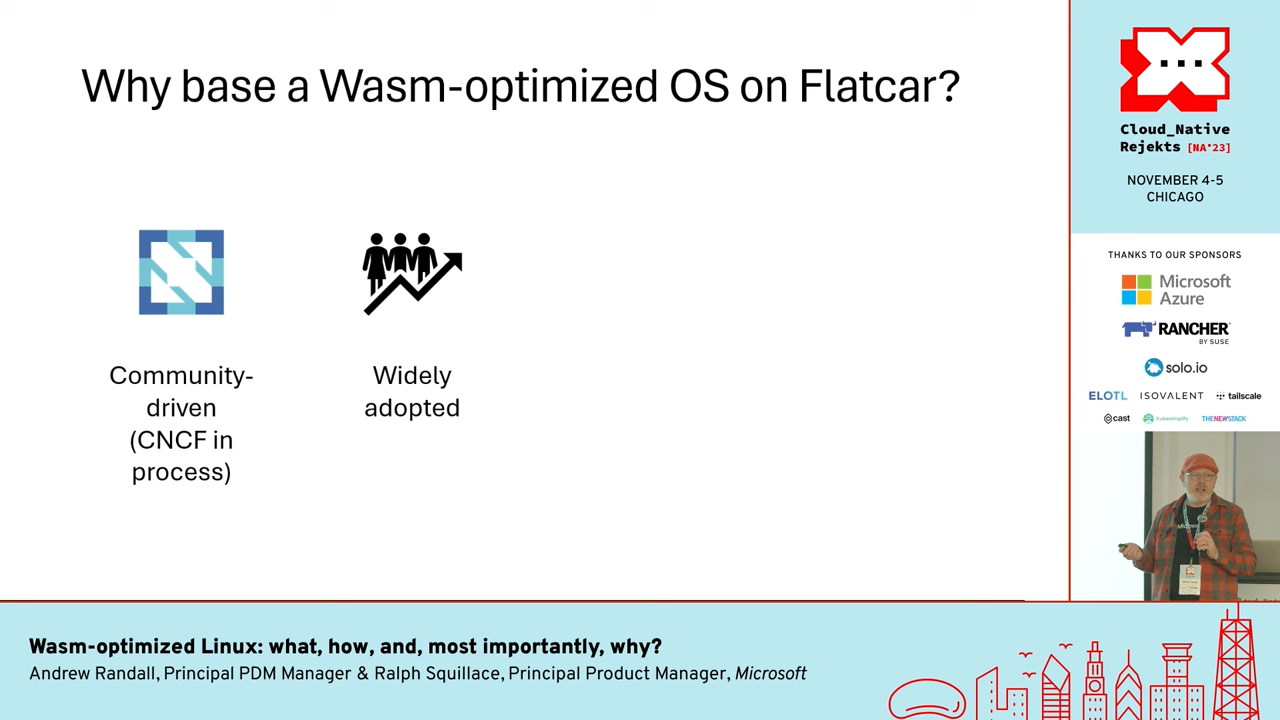 Why base a Wasm-optimized OS on Flatcar?
Community-
driven
(CNCF in
process)
Widely
adopted
Cloud_Native
Rejekts [NA'23]
NOVEMBER 4-5
CHICAGO
THANKS TO OUR SPONSORS
Microsoft
Azure
RANCHER
BY SUSE
solo.io
ELOTL ISOVALENT tailscale
cast kubesimplify THENEWSTACK
Wasm-optimized Linux: what, how, and, most importantly, why?
Andrew Randall, Principal PDM Manager & Ralph Squillace, Principal Product Manager, Microsoft